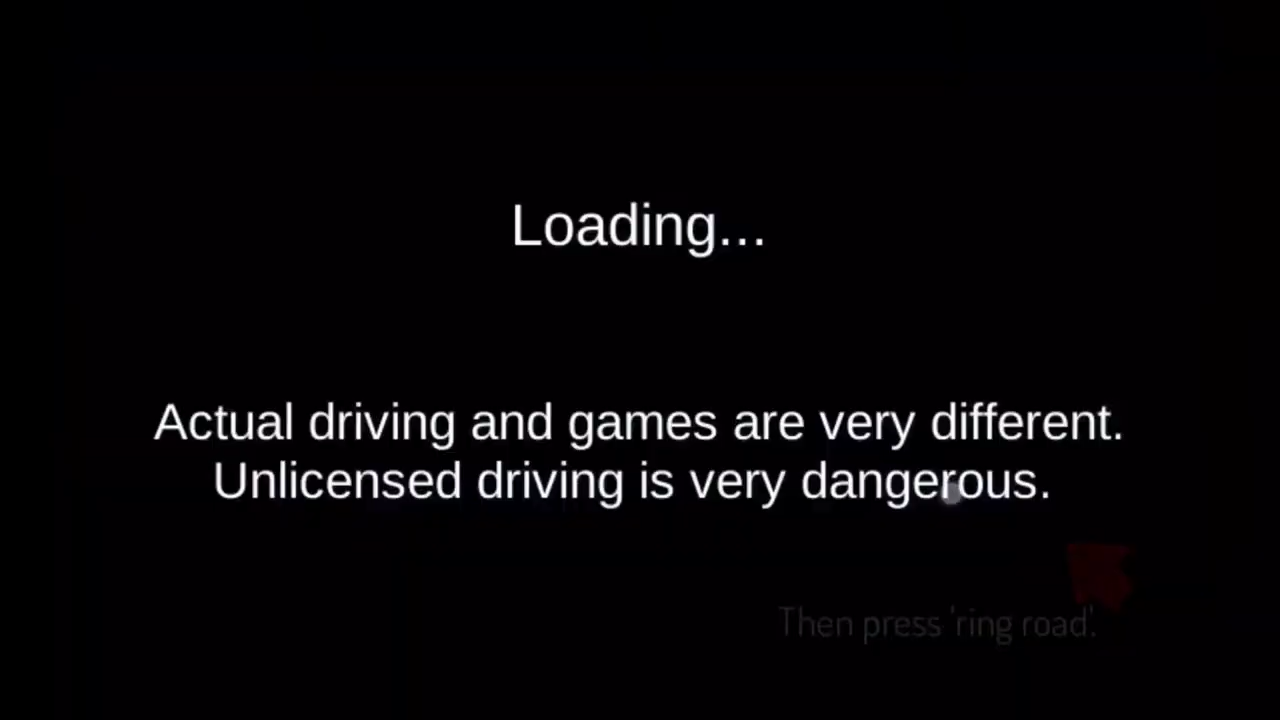 Loading...
Actual driving and games are very different.
Unlicensed driving is very dangerous.
Then press 'ring road'.